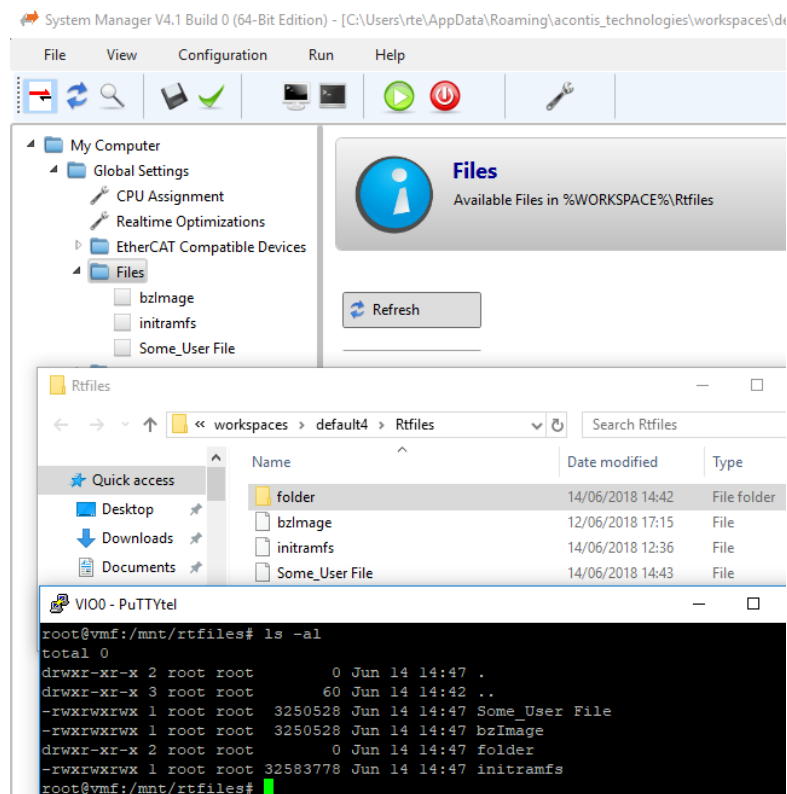 System Manager V4.1 Build 0 (64-Bit Edition) - [C:\Users\rte\AppData\Roaming\acontis_technologies\workspaces\de
File View Configuration Run Help
My Computer
Global Settings
CPU Assignment
Realtime Optimizations
EtherCAT Compatible Devices
Files
bzImage
initramfs
Some_User File
Files
Available Files in %WORKSPACE%\Rtfiles
Refresh
Rtfiles
« workspaces › default4 › Rtfiles
Search Rtfiles
Quick access
Desktop
Downloads
Documents
Name Date modified Type
folder 14/06/2018 14:42 File folder
bzImage 12/06/2018 17:15 File
initramfs 14/06/2018 12:36 File
Some_User File 14/06/2018 14:43 File
VIO0 - PuTTYtel
root@vmf:/mnt/rtfiles# ls -al
total 0
drwxr-xr-x 2 root root 0 Jun 14 14:47 .
drwxr-xr-x 3 root root 60 Jun 14 14:42 ..
-rwxrwxrwx 1 root root 3250528 Jun 14 14:47 Some_User File
-rwxrwxrwx 1 root root 3250528 Jun 14 14:47 bzImage
drwxr-xr-x 2 root root 0 Jun 14 14:47 folder
-rwxrwxrwx 1 root root 32583778 Jun 14 14:47 initramfs
root@vmf:/mnt/rtfiles#